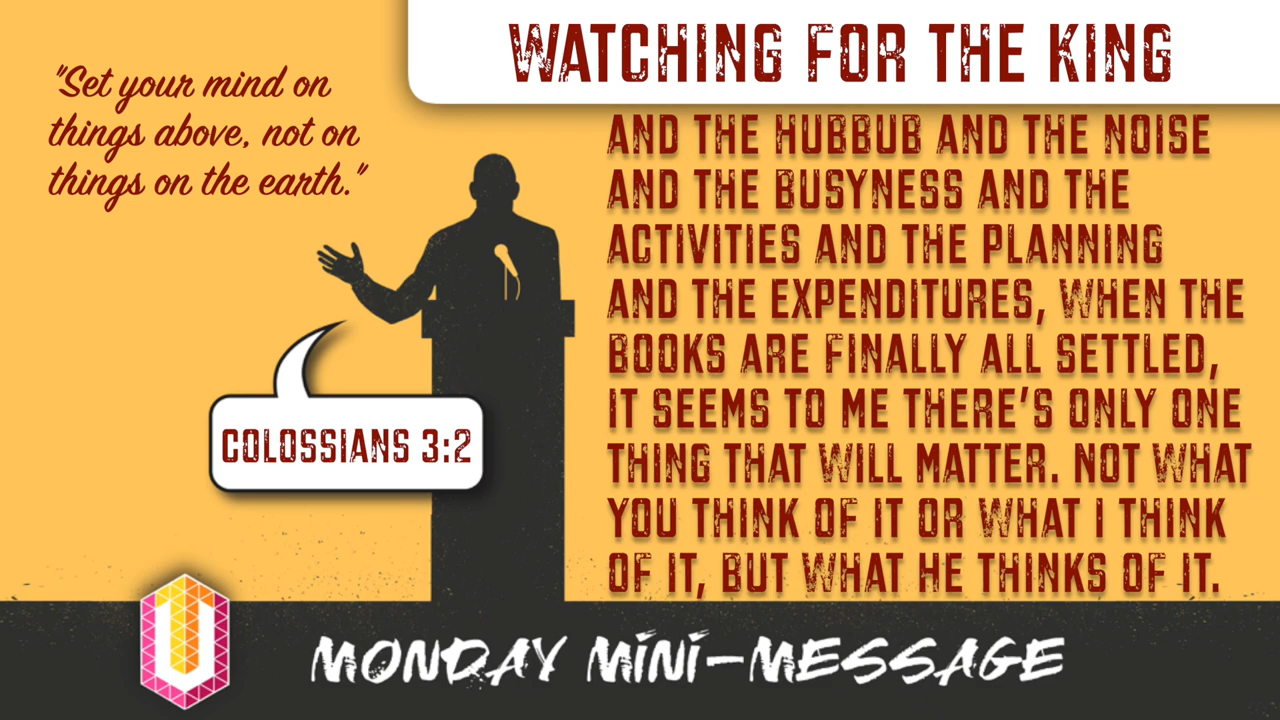 WATCHING FOR THE KING
"Set your mind on
things above, not on
things on the earth."
COLOSSIANS 3:2
AND THE HUBBUB AND THE NOISE
AND THE BUSYNESS AND THE
ACTIVITIES AND THE PLANNING
AND THE EXPENDITURES, WHEN THE
BOOKS ARE FINALLY ALL SETTLED,
IT SEEMS TO ME THERE'S ONLY ONE
THING THAT WILL MATTER. NOT WHAT
YOU THINK OF IT OR WHAT I THINK
OF IT, BUT WHAT HE THINKS OF IT.
U
MONDAY MINI-MESSAGE